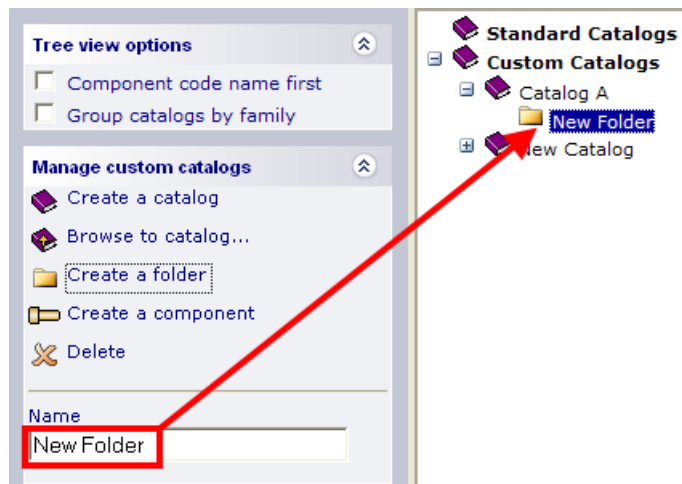 Tree view options
Component code name first
Group catalogs by family
Manage custom catalogs
Create a catalog
Browse to catalog...
Create a folder
Create a component
Delete
Name
New Folder
Standard Catalogs
Custom Catalogs
Catalog A
New Folder
New Catalog